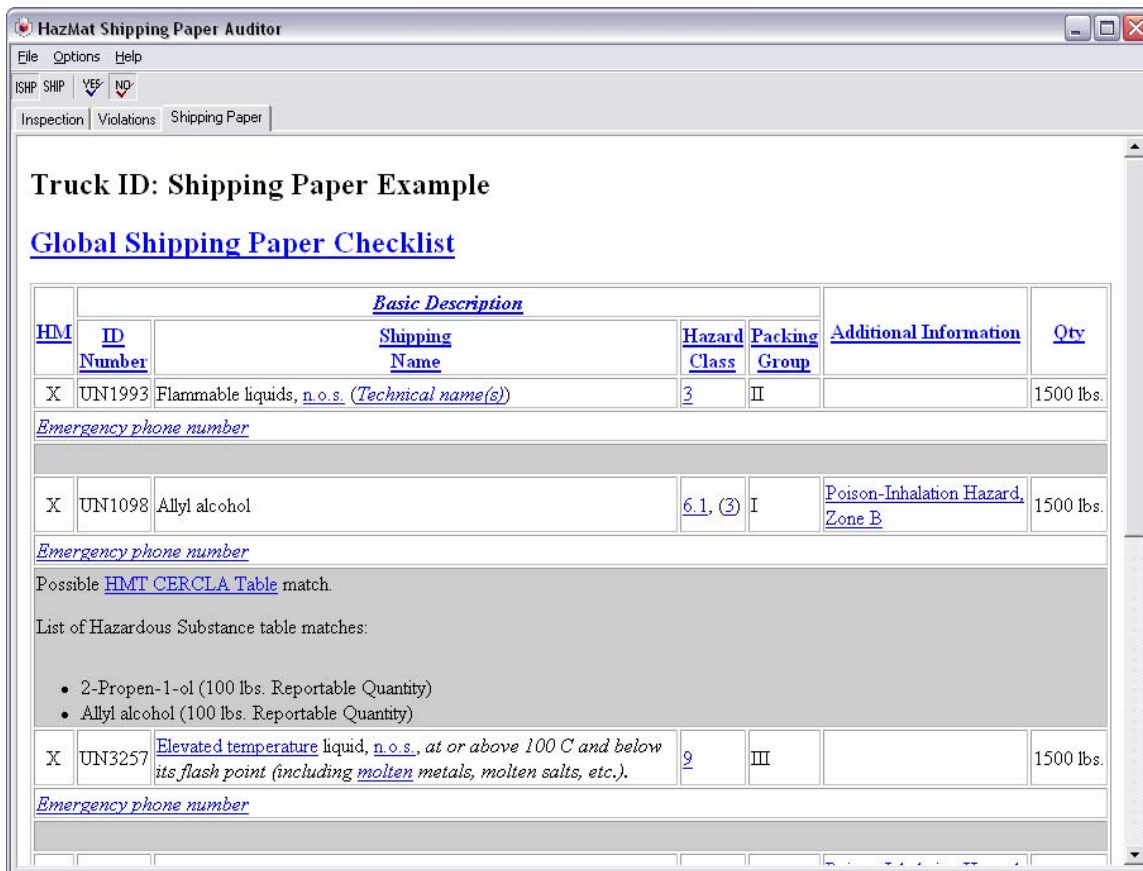 HazMat Shipping Paper Auditor
File Options Help
ISHP SHIP YES NO
Inspection Violations Shipping Paper
Truck ID: Shipping Paper Example
Global Shipping Paper Checklist
Basic Description
HM ID Number Shipping Name Hazard Class Packing Group Additional Information Qty
X UN1993 Flammable liquids, n.o.s. (Technical name(s)) 3 II 1500 lbs.
Emergency phone number
X UN1098 Allyl alcohol 6.1, (3) I Poison-Inhalation Hazard, Zone B 1500 lbs.
Emergency phone number
Possible HMT CERCLA Table match.
List of Hazardous Substance table matches:
• 2-Propen-1-ol (100 lbs. Reportable Quantity)
• Allyl alcohol (100 lbs. Reportable Quantity)
X UN3257 Elevated temperature liquid, n.o.s., at or above 100 C and below its flash point (including molten metals, molten salts, etc.). 9 III 1500 lbs.
Emergency phone number